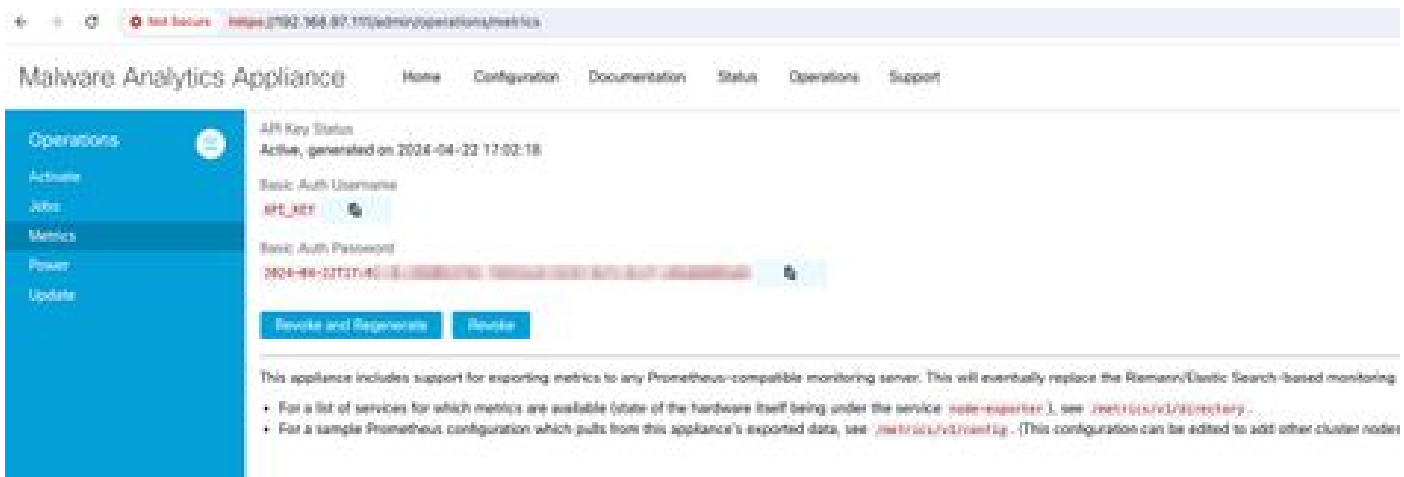 Not Secure https://192.168.97.111/admin/operations/metrics
Malware Analytics Appliance Home Configuration Documentation Status Operations Support
Operations
Activate
Jobs
Metrics
Power
Update
API Key Status
Active, generated on 2024-04-22 17:02:18
Basic Auth Username
API_KEY
Basic Auth Password
2024-04-22T17:0
Revoke and Regenerate Revoke
This appliance includes support for exporting metrics to any Prometheus-compatible monitoring server. This will eventually replace the Riemann/Elastic Search-based monitoring
• For a list of services for which metrics are available (state of the hardware itself being under the service node-exporter ), see /metrics/v1/directory .
• For a sample Prometheus configuration which pulls from this appliance's exported data, see /metrics/v1/config . (This configuration can be edited to add other cluster nodes